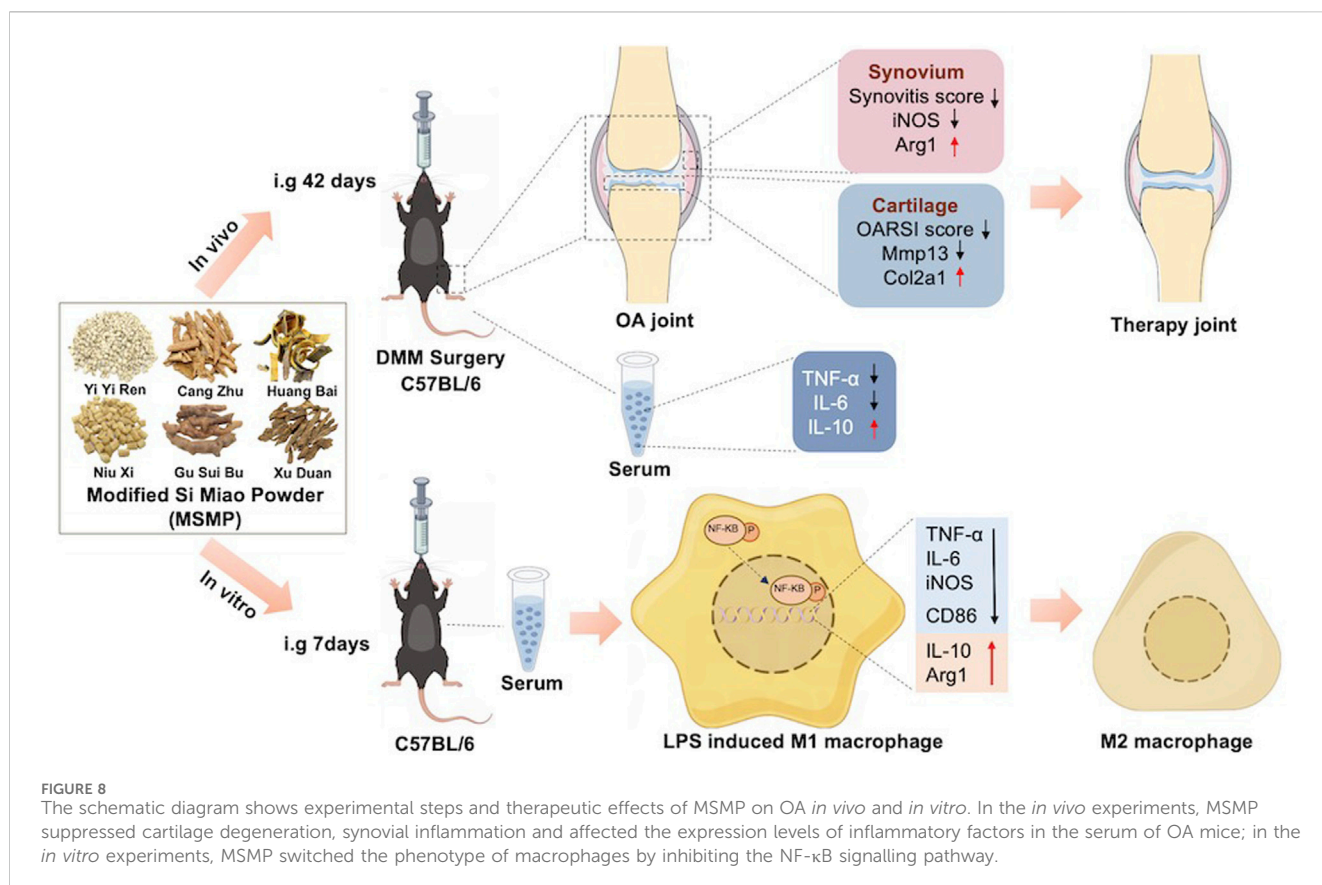 i.g 42 days
In vivo
DMM Surgery
C57BL/6
OA joint
Synovium
Synovitis score ↓
iNOS ↓
Arg1 ↑
Cartilage
OARSI score ↓
Mmp13 ↓
Col2a1 ↑
Therapy joint
Serum
TNF-α ↓
IL-6 ↓
IL-10 ↑
Yi Yi Ren
Cang Zhu
Huang Bai
Niu Xi
Gu Sui Bu
Xu Duan
Modified Si Miao Powder
(MSMP)
In vitro
i.g 7days
C57BL/6
Serum
NF-KB
P
NF-KB
P
LPS induced M1 macrophage
TNF-α
IL-6
iNOS
CD86
IL-10
Arg1
M2 macrophage
FIGURE 8
The schematic diagram shows experimental steps and therapeutic effects of MSMP on OA in vivo and in vitro. In the in vivo experiments, MSMP
suppressed cartilage degeneration, synovial inflammation and affected the expression levels of inflammatory factors in the serum of OA mice; in the
in vitro experiments, MSMP switched the phenotype of macrophages by inhibiting the NF-κB signalling pathway.